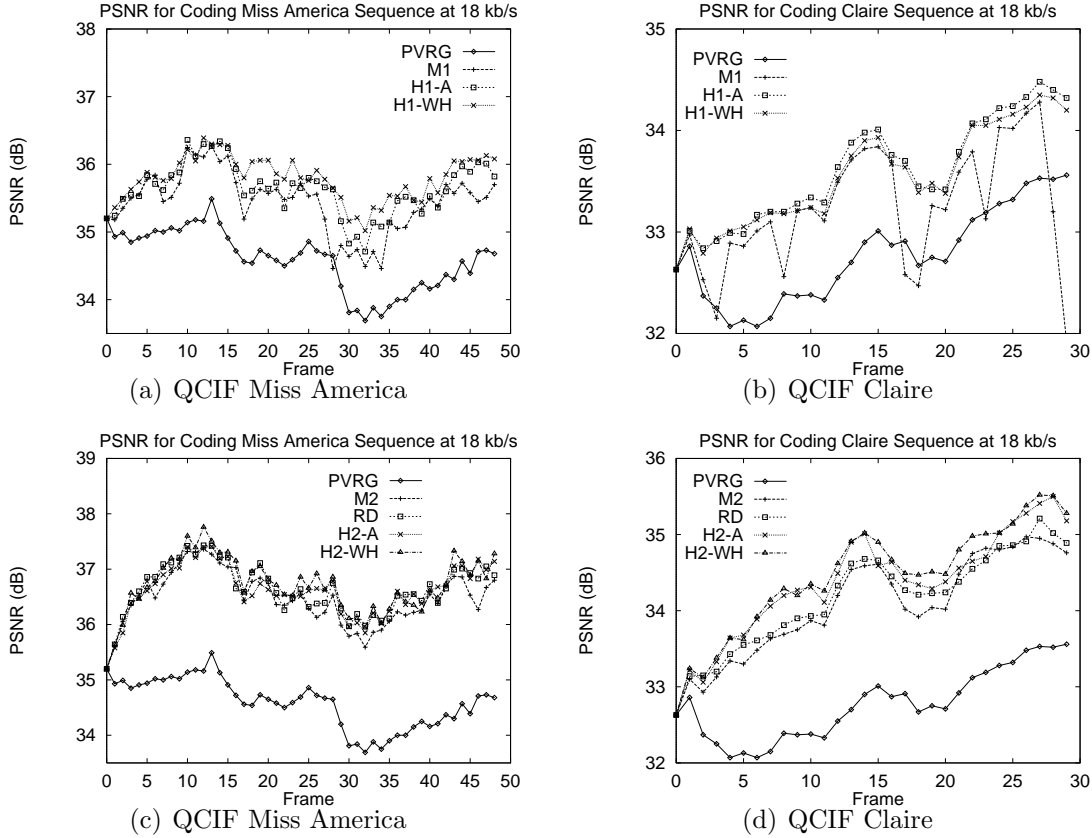 PSNR for Coding Miss America Sequence at 18 kb/s
38
37
36
35
34
PSNR (dB)
PVRG
M1
H1-A
H1-WH
0 5 10 15 20 25 30 35 40 45 50
Frame
(a) QCIF Miss America
PSNR for Coding Claire Sequence at 18 kb/s
35
34
33
32
PSNR (dB)
PVRG
M1
H1-A
H1-WH
0 5 10 15 20 25 30
Frame
(b) QCIF Claire
PSNR for Coding Miss America Sequence at 18 kb/s
39
38
37
36
35
34
PSNR (dB)
PVRG
M2
RD
H2-A
H2-WH
0 5 10 15 20 25 30 35 40 45 50
Frame
(c) QCIF Miss America
PSNR for Coding Claire Sequence at 18 kb/s
36
35
34
33
32
PSNR (dB)
PVRG
M2
RD
H2-A
H2-WH
0 5 10 15 20 25 30
Frame
(d) QCIF Claire